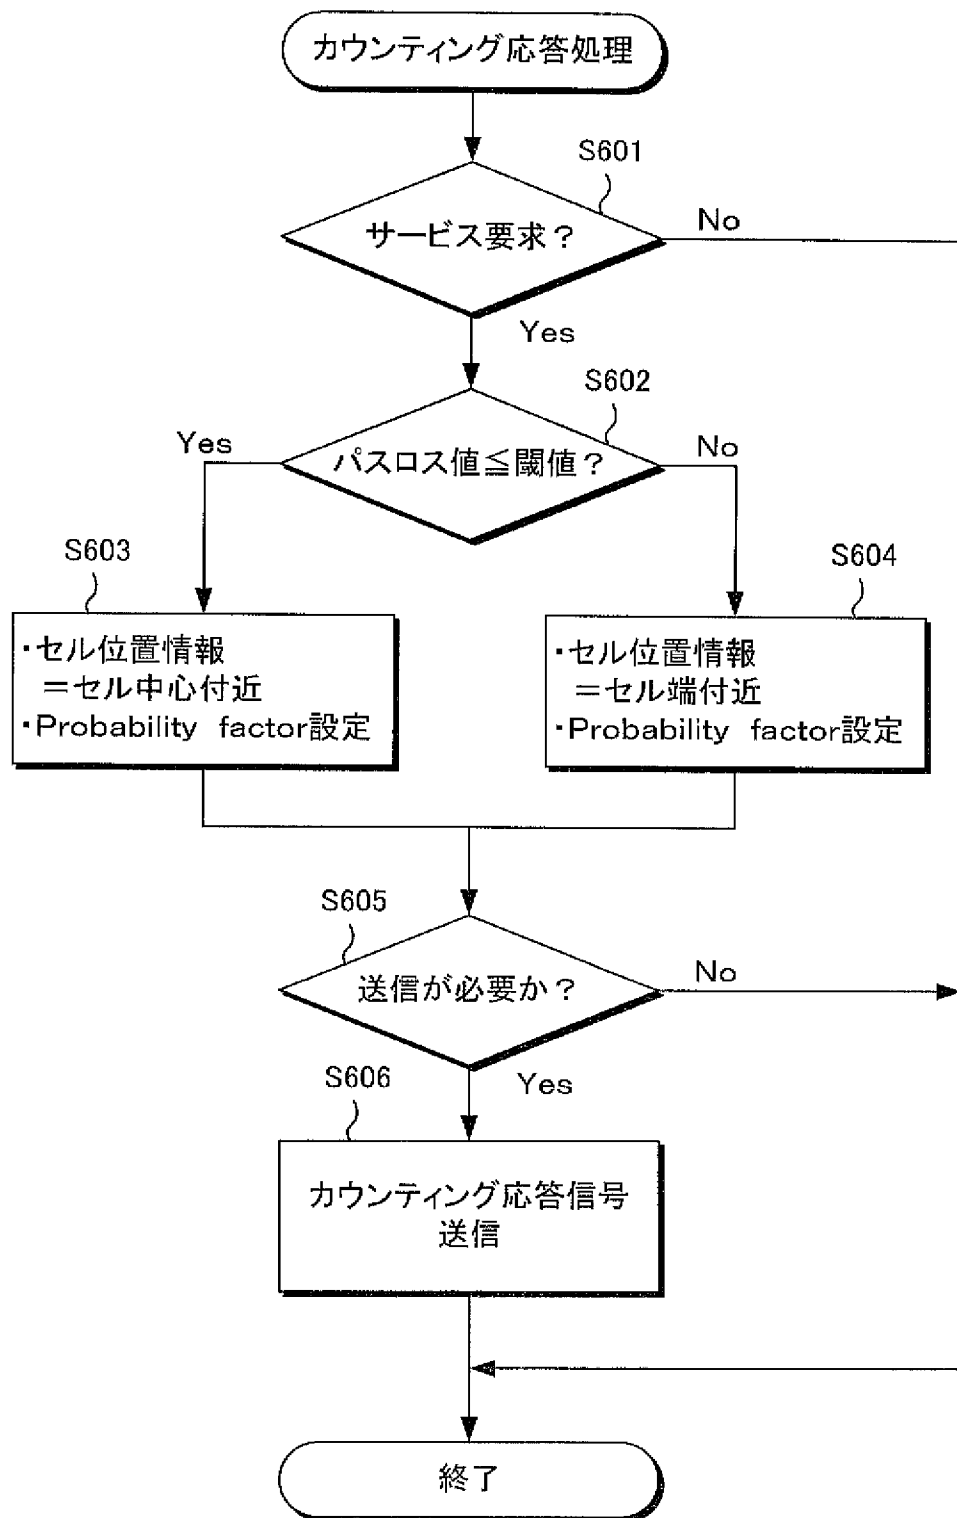 カウンティング応答処理
S601
サービス要求？
No
Yes
S602
Yes
パスロス値≦閾値？
No
S603
S604
・セル位置情報
＝セル中心付近
・Probability factor設定
・セル位置情報
＝セル端付近
・Probability factor設定
S605
送信が必要か？
No
Yes
S606
カウンティング応答信号
送信
終了